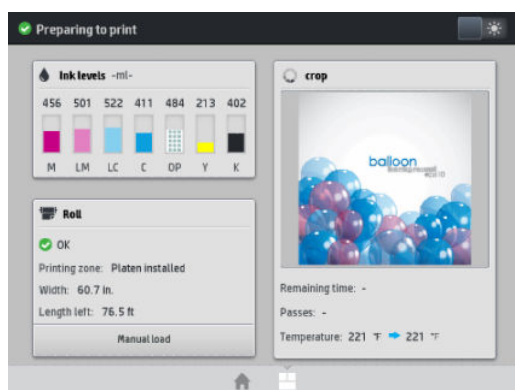 Preparing to print
Ink levels -ml-
456 501 522 411 484 213 402
M LM LC C OP Y K
Roll
OK
Printing zone: Platen installed
Width: 60.7 in.
Length left: 76.5 ft
Manual load
crop
balloon
Remaining time: -
Passes: -
Temperature: 221 °F 221 °F